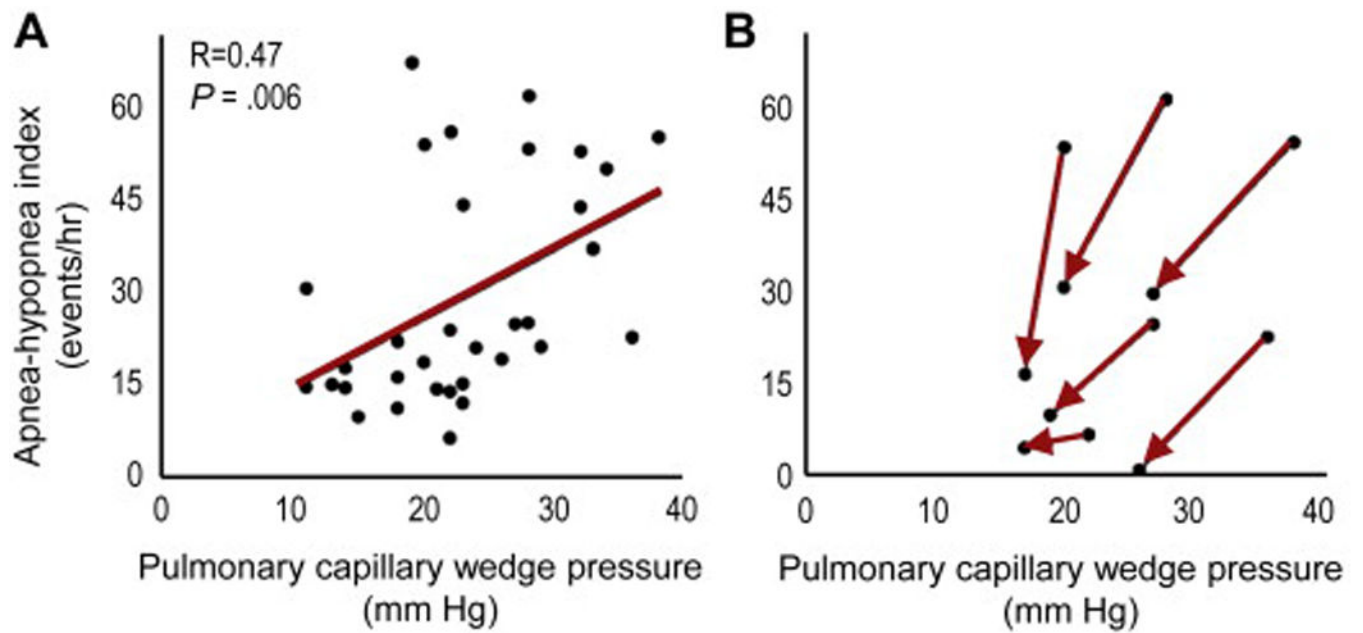 A
R=0.47
P = .006
Apnea-hypopnea index
(events/hr)
60
45
30
15
0
0 10 20 30 40
Pulmonary capillary wedge pressure
(mm Hg)
B
60
45
30
15
0
0 10 20 30 40
Pulmonary capillary wedge pressure
(mm Hg)